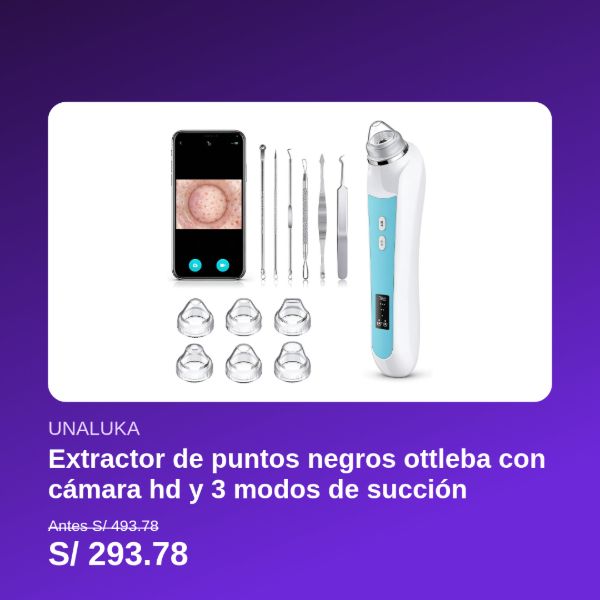 UNALUKA
Extractor de puntos negros ottleba con
cámara hd y 3 modos de succión
Antes S/ 493.78
S/ 293.78